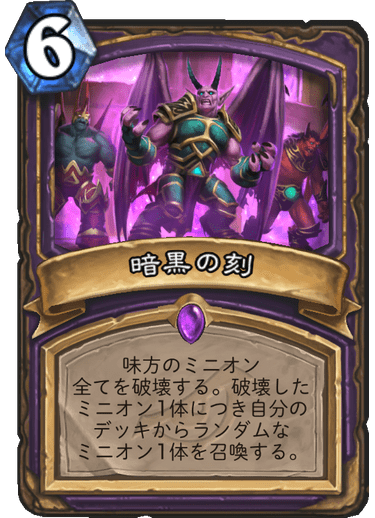 6
暗黒の刻
味方のミニオン
全てを破壊する。破壊した
ミニオン1体につき自分の
デッキからランダムな
ミニオン1体を召喚する。